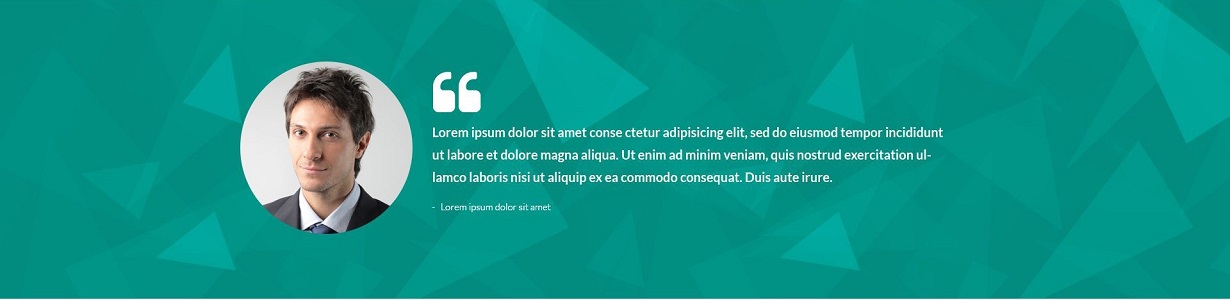 Lorem ipsum dolor sit amet conse ctetur adipisicing elit, sed do eiusmod tempor incididunt
ut labore et dolore magna aliqua. Ut enim ad minim veniam, quis nostrud exercitation ul-
lamco laboris nisi ut aliquip ex ea commodo consequat. Duis aute irure.
- Lorem ipsum dolor sit amet